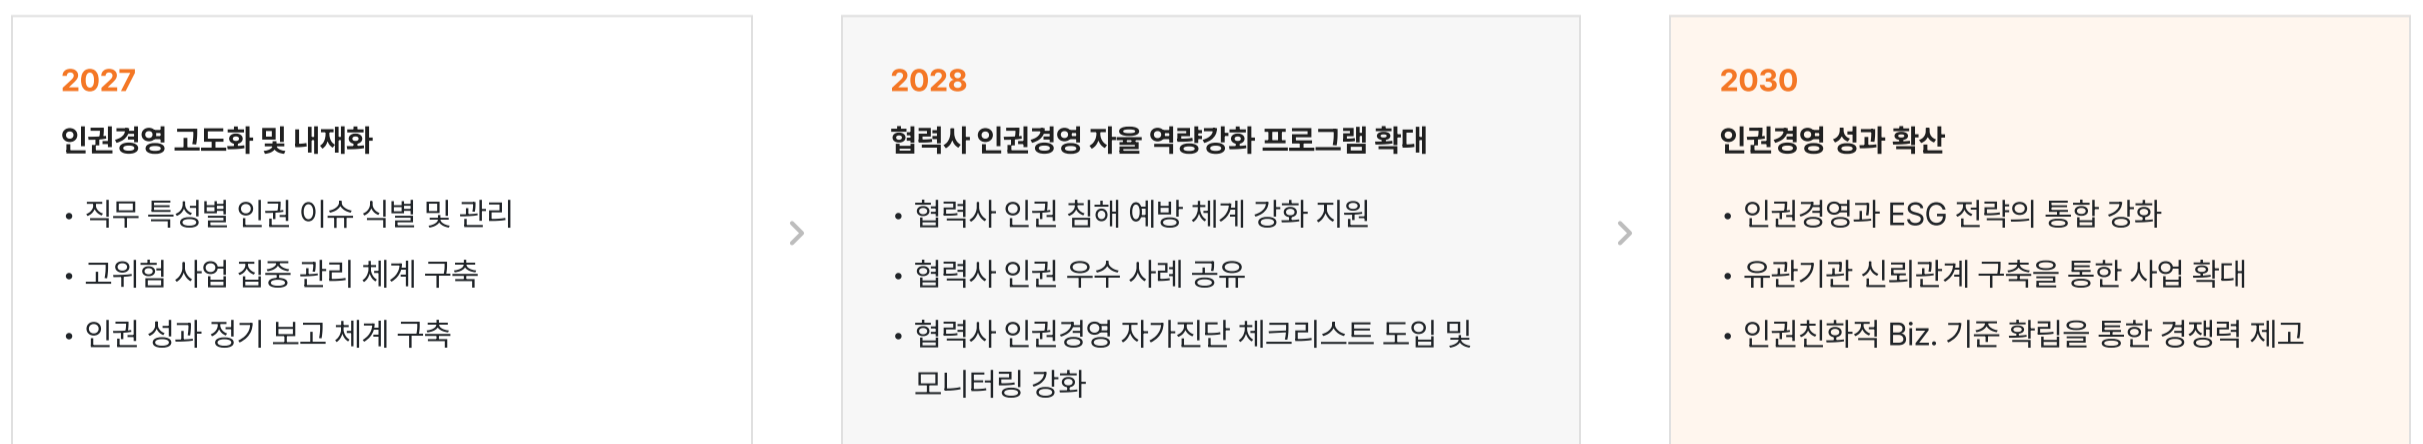 2027
인권경영 고도화 및 내재화
• 직무 특성별 인권 이슈 식별 및 관리
• 고위험 사업 집중 관리 체계 구축
• 인권 성과 정기 보고 체계 구축
2028
협력사 인권경영 자율 역량강화 프로그램 확대
• 협력사 인권 침해 예방 체계 강화 지원
• 협력사 인권 우수 사례 공유
• 협력사 인권경영 자가진단 체크리스트 도입 및
모니터링 강화
2030
인권경영 성과 확산
• 인권경영과 ESG 전략의 통합 강화
• 유관기관 신뢰관계 구축을 통한 사업 확대
• 인권친화적 Biz. 기준 확립을 통한 경쟁력 제고